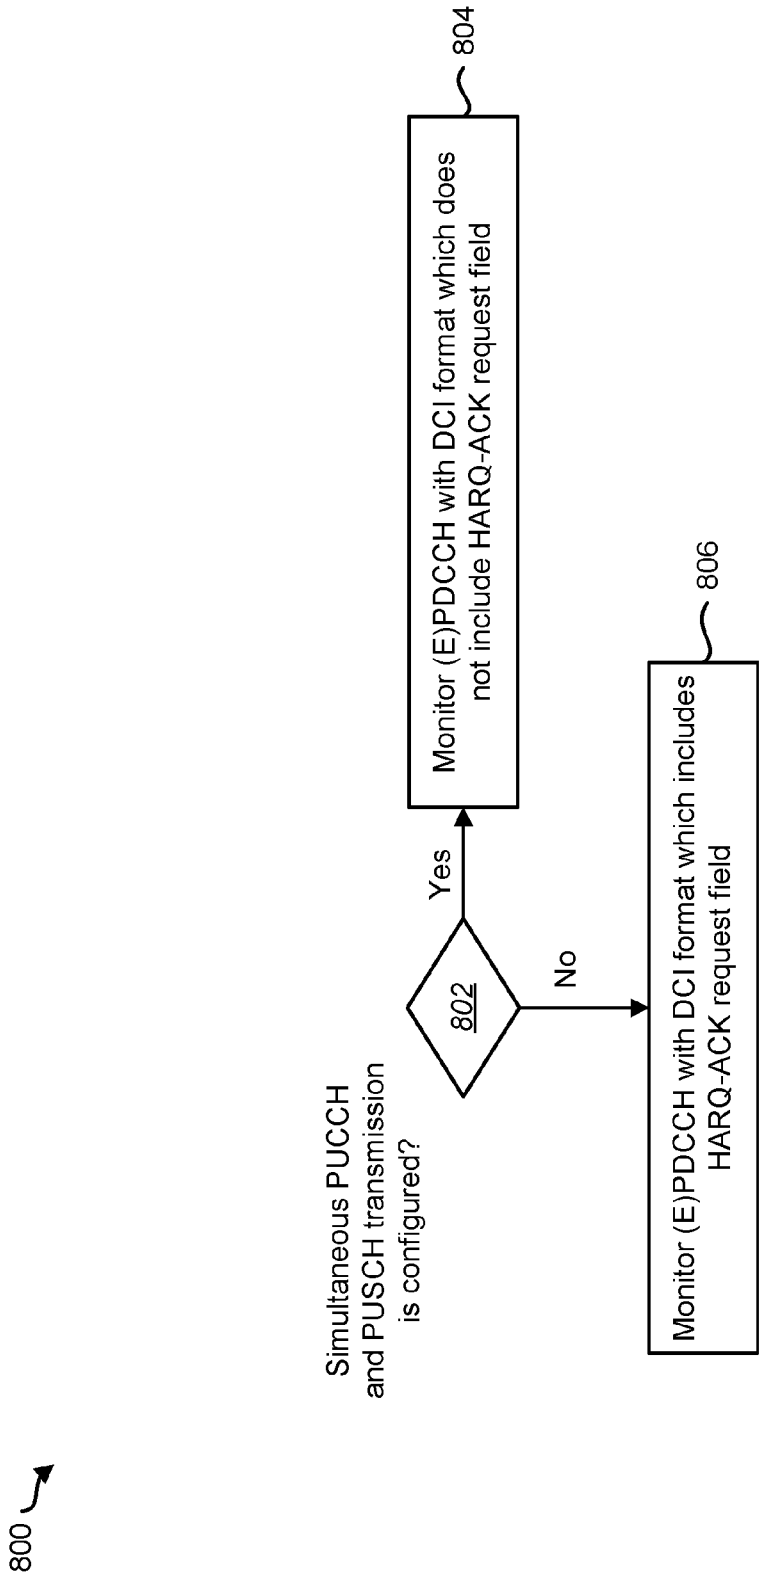 800
Simultaneous PUCCH
and PUSCH transmission
is configured?
802
Yes
Monitor (E)PDCCH with DCI format which does
not include HARQ-ACK request field
804
No
Monitor (E)PDCCH with DCI format which includes
HARQ-ACK request field
806